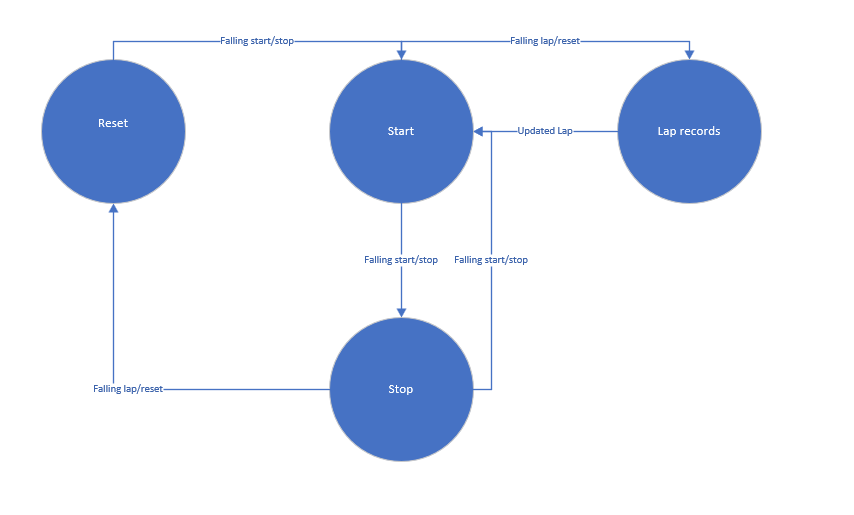 Falling start/stop
Falling lap/reset
Reset
Start
Updated Lap
Lap records
Falling start/stop
Falling start/stop
Falling lap/reset
Stop